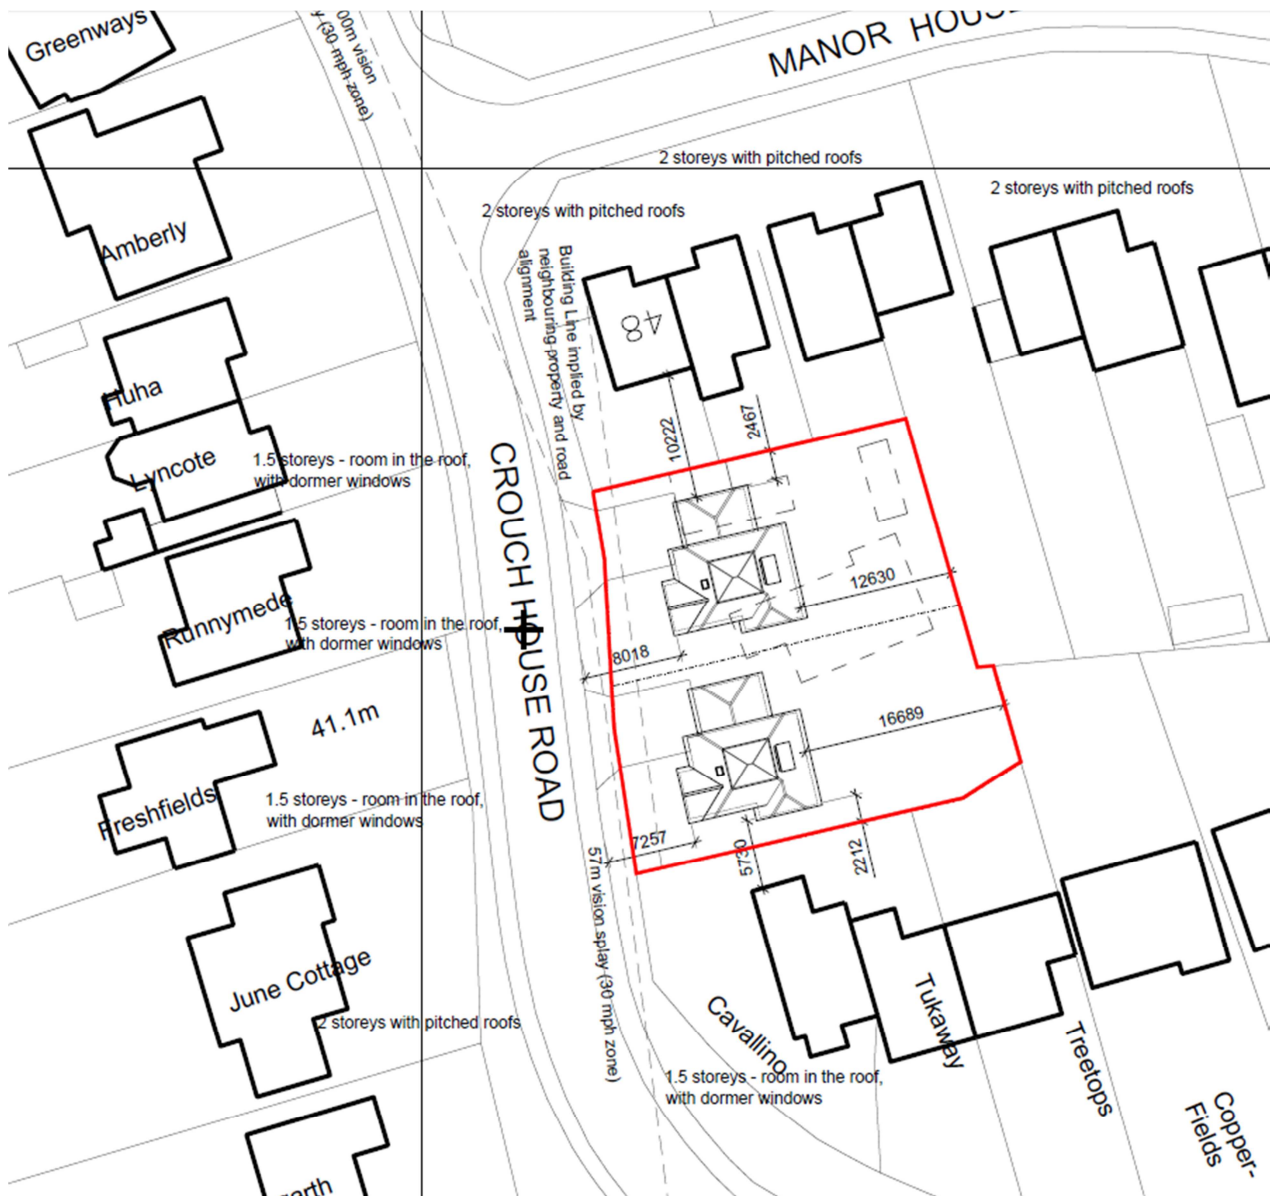 Greenways
00m vision
(30 mph zone)
MANOR HOUSE
2 storeys with pitched roofs
2 storeys with pitched roofs
2 storeys with pitched roofs
Amberly
Building Line implied by
neighbouring property and road
alignment
48
Huha
Lyncote
1.5 storeys - room in the roof,
with dormer windows
10222
2467
CROUCH HOUSE ROAD
12630
Runnymede
1.5 storeys - room in the roof,
with dormer windows
8018
41.1m
16689
Freshfields
1.5 storeys - room in the roof,
with dormer windows
7257
5730
2212
57m vision splay (30 mph zone)
June Cottage
2 storeys with pitched roofs
Cavallino
Tukaway
Treetops
1.5 storeys - room in the roof,
with dormer windows
Copper-
Fields
arth